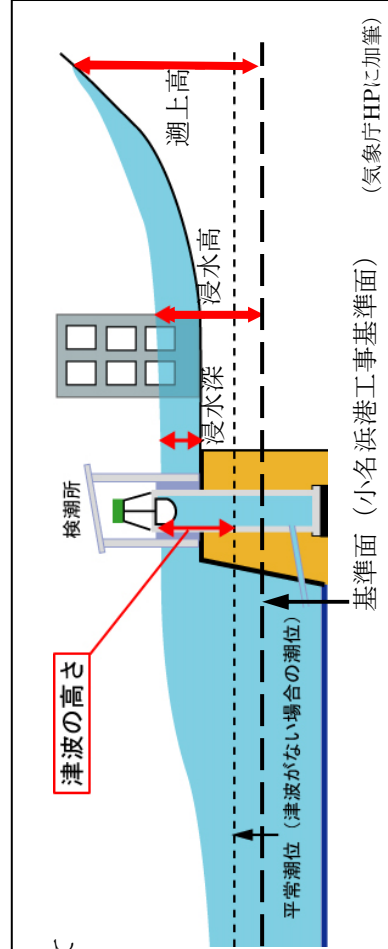 津波の高さ
検潮所
浸水深
浸水高
遡上高
平常潮位（津波がない場合の潮位）
基準面（小名浜港工事基準面）
（気象庁HPに加筆）